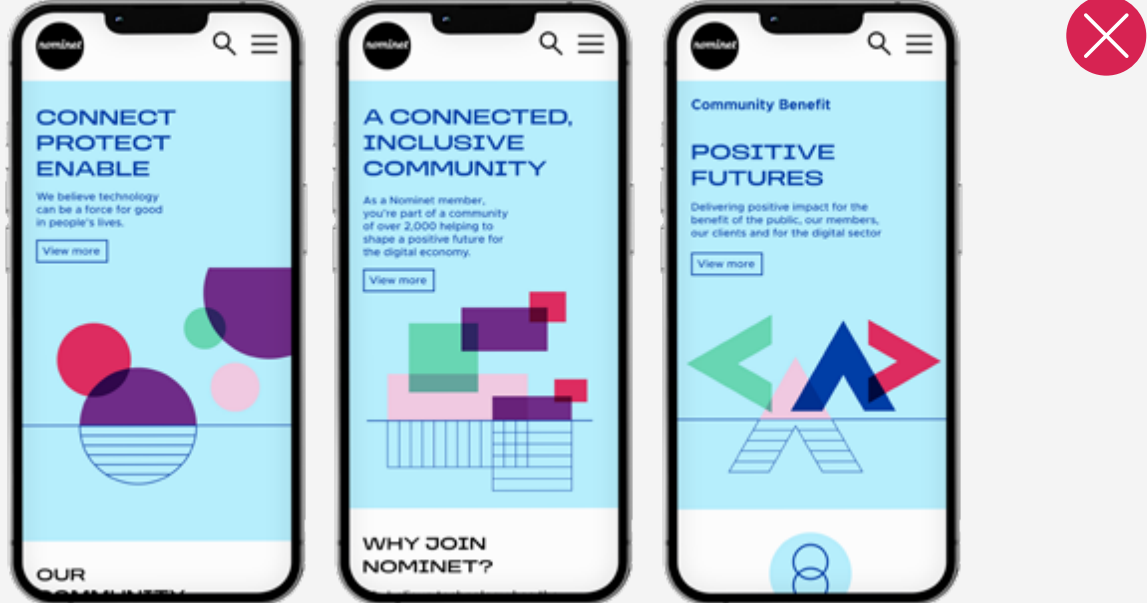 nominet
CONNECT
PROTECT
ENABLE
We believe technology
can be a force for good
in people's lives.
View more
OUR
COMMUNITY
nominet
A CONNECTED,
INCLUSIVE
COMMUNITY
As a Nominet member,
you're part of a community
of over 2,000 helping to
shape a positive future for
the digital economy.
View more
WHY JOIN
NOMINET?
nominet
Community Benefit
POSITIVE
FUTURES
Delivering positive impact for the
benefit of the public, our members,
our clients and for the digital sector
View more